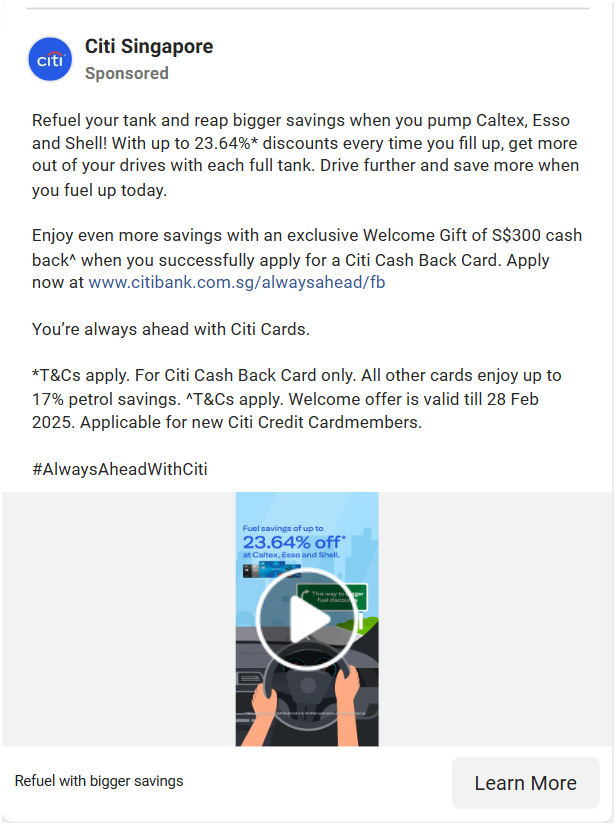 citi
Citi Singapore
Sponsored
Refuel your tank and reap bigger savings when you pump Caltex, Esso
and Shell! With up to 23.64%* discounts every time you fill up, get more
out of your drives with each full tank. Drive further and save more when
you fuel up today.
Enjoy even more savings with an exclusive Welcome Gift of S$300 cash
back^ when you successfully apply for a Citi Cash Back Card. Apply
now at www.citibank.com.sg/alwaysahead/fb
You’re always ahead with Citi Cards.
*T&Cs apply. For Citi Cash Back Card only. All other cards enjoy up to
17% petrol savings. ^T&Cs apply. Welcome offer is valid till 28 Feb
2025. Applicable for new Citi Credit Cardmembers.
#AlwaysAheadWithCiti
Fuel savings of up to
23.64% off*
at Caltex, Esso and Shell.
This way to bigger
fuel discounts
Refuel with bigger savings
Learn More